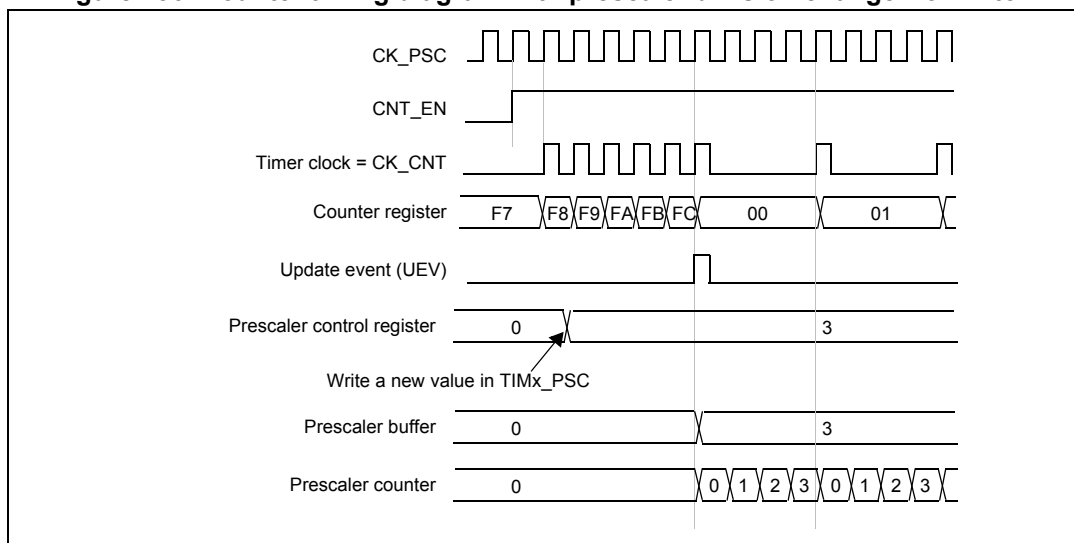 CK_PSC
CNT_EN
Timer clock = CK_CNT
Counter register F7 F8 F9 FA FB FC 00 01
Update event (UEV)
Prescaler control register 0 3
Write a new value in TIMx_PSC
Prescaler buffer 0 3
Prescaler counter 0 0 1 2 3 0 1 2 3